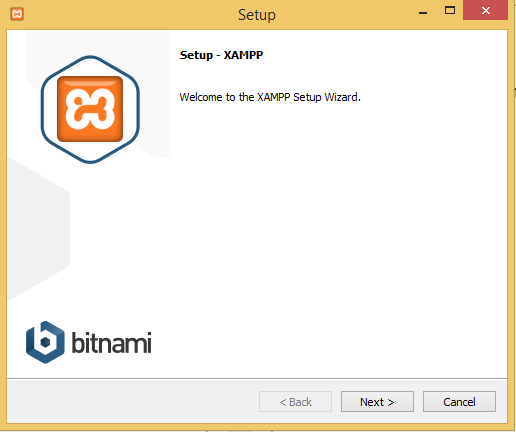 Setup
Setup - XAMPP
Welcome to the XAMPP Setup Wizard.
bitnami
< Back
Next >
Cancel